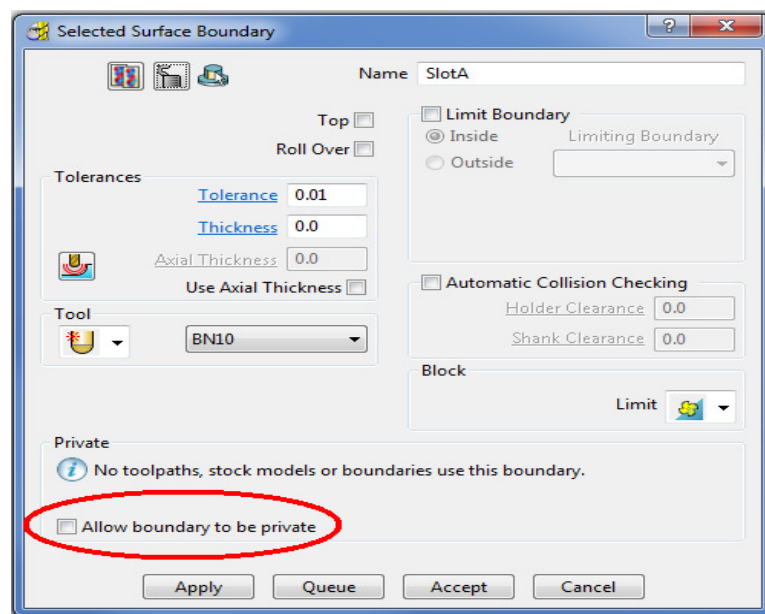 Selected Surface Boundary
Name SlotA
Top
Roll Over
Limit Boundary
Inside Limiting Boundary
Outside
Tolerances
Tolerance 0.01
Thickness 0.0
Axial Thickness 0.0
Use Axial Thickness
Automatic Collision Checking
Holder Clearance 0.0
Shank Clearance 0.0
Tool
BN10
Block
Limit
Private
i No toolpaths, stock models or boundaries use this boundary.
Allow boundary to be private
Apply Queue Accept Cancel